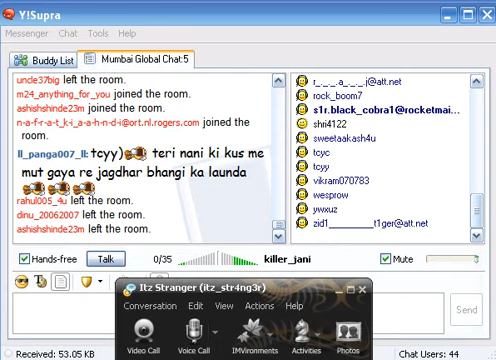 Y!Supra
Messenger Chat Tools Help
Buddy List Mumbai Global Chat:5
uncle37big left the room.
m24_anything_for_you joined the room.
ashishshinde23m joined the room.
n-a-f-r-a-t_k-i_a-a-n-d-i@ort.nl.rogers.com joined the
room.
ll_panga007_ll: tcyy) teri nani ki kus me
mut gaya re jagdhar bhangi ka launda
rahul005_4u left the room.
dinu_20062007 left the room.
ashishshinde23m left the room.
rock_boom7
s1r.black_cobra1@rocketmai...
shri4122
sweetaakash4u
tcyc
tcyy
vikram070783
wesprow
ywxuz
Hands-free Talk 0/35 killer_jani Mute
Send
Itz Stranger (itz_str4ng3r)
Conversation Edit View Actions Help
Video Call Voice Call IMVironments Activities Photos
Received: 53.05 KB
Chat Users: 44